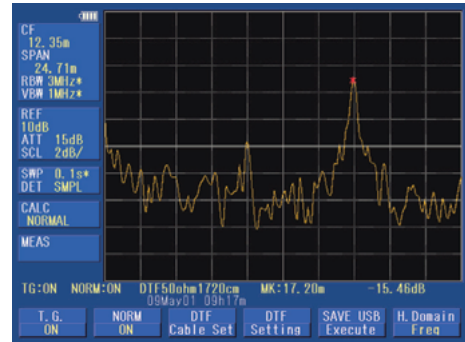 CF
12.35m
SPAN
24.71m
RBW 3MHz*
VBW 1MHz*
REF
10dB
ATT 15dB
SCL 2dB/
SWP 0.1s*
DET SMPL
CALC
NORMAL
MEAS
TG:ON NORM:ON DTF50ohm1720cm MK:17.20m -15.46dB
09May01 09h17m
T.G. ON
NORM ON
DTF Cable Set
DTF Setting
SAVE USB Execute
H.Domain Freq